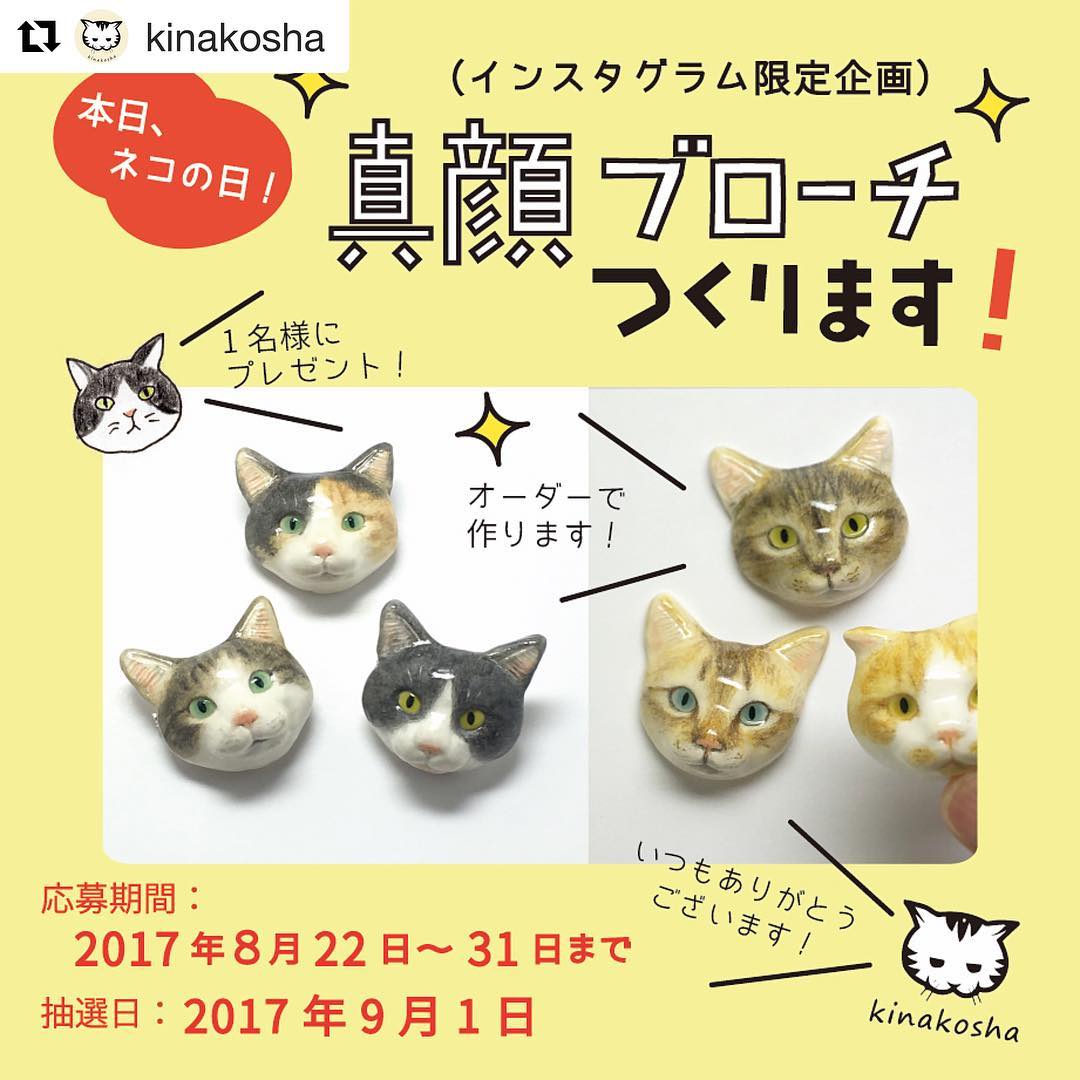 kinakosha
(インスタグラム限定企画)
本日、
ネコの日！
真顔ブローチ
つくります！
1名様に
プレゼント！
オーダーで
作ります！
いつもありがとう
ございます！
応募期間：
2017年8月22日〜31日まで
抽選日：2017年9月1日
kinakosha